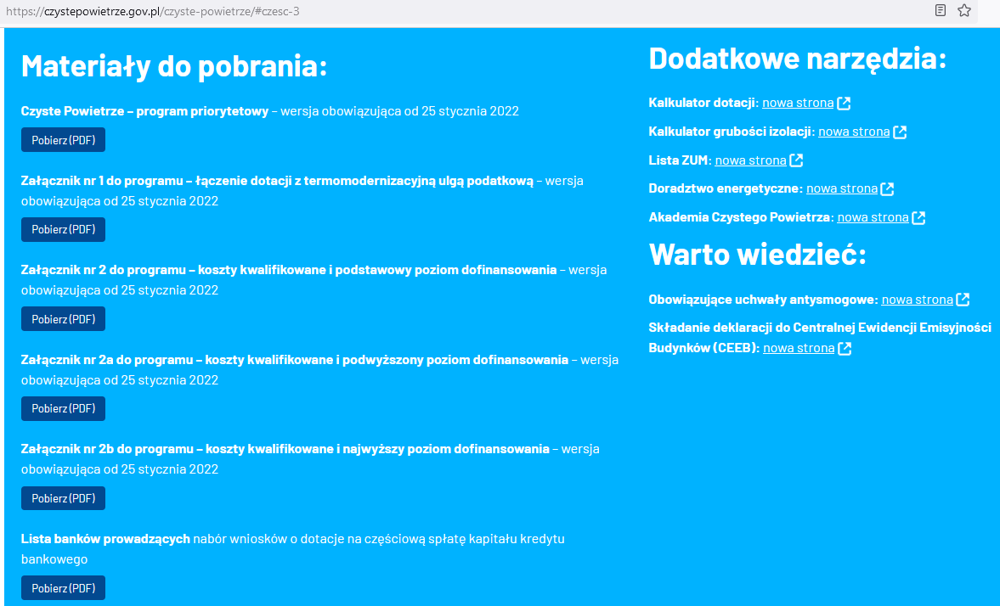 https://czystepowietrze.gov.pl/czyste-powietrze/#czesc-3
Materiały do pobrania:
Czyste Powietrze – program priorytetowy – wersja obowiązująca od 25 stycznia 2022
Pobierz (PDF)
Załącznik nr 1 do programu – łączenie dotacji z termomodernizacyjną ulgą podatkową – wersja
obowiązująca od 25 stycznia 2022
Pobierz (PDF)
Załącznik nr 2 do programu – koszty kwalifikowane i podstawowy poziom dofinansowania – wersja
obowiązująca od 25 stycznia 2022
Pobierz (PDF)
Załącznik nr 2a do programu – koszty kwalifikowane i podwyższony poziom dofinansowania – wersja
obowiązująca od 25 stycznia 2022
Pobierz (PDF)
Załącznik nr 2b do programu – koszty kwalifikowane i najwyższy poziom dofinansowania – wersja
obowiązująca od 25 stycznia 2022
Pobierz (PDF)
Lista banków prowadzących nabór wniosków o dotacje na częściową spłatę kapitału kredytu
bankowego
Pobierz (PDF)
Dodatkowe narzędzia:
Kalkulator dotacji: nowa strona
Kalkulator grubości izolacji: nowa strona
Lista ZUM: nowa strona
Doradztwo energetyczne: nowa strona
Akademia Czystego Powietrza: nowa strona
Warto wiedzieć:
Obowiązujące uchwały antysmogowe: nowa strona
Składanie deklaracji do Centralnej Ewidencji Emisyjności
Budynków (CEEB): nowa strona